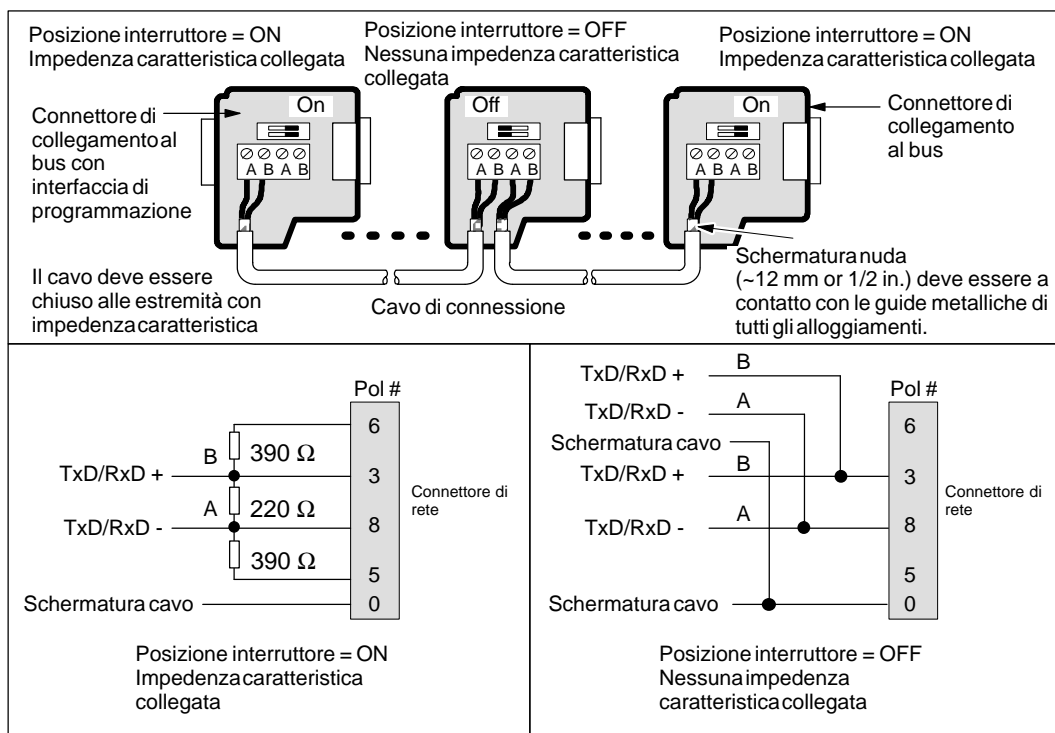 Posizione interruttore = ON
Impedenza caratteristica collegata
Posizione interruttore = OFF
Nessuna impedenza caratteristica
collegata
Posizione interruttore = ON
Impedenza caratteristica collegata
Connettore di
collegamento al
bus con
interfaccia di
programmazione
On
A B A B
Off
A B A B
On
A B A B
Connettore di
collegamento
al bus
Il cavo deve essere
chiuso alle estremità con
impedenza caratteristica
Cavo di connessione
Schermatura nuda
(~12 mm or 1/2 in.) deve essere a
contatto con le guide metalliche di
tutti gli alloggiamenti.
Pol #
6
390 Ω
B
TxD/RxD +
3
220 Ω
A
TxD/RxD -
8
390 Ω
5
Schermatura cavo
0
Connettore di
rete
Posizione interruttore = ON
Impedenza caratteristica
collegata
TxD/RxD +
B
Pol #
TxD/RxD -
A
6
Schermatura cavo
TxD/RxD +
B
3
Connettore di
rete
TxD/RxD -
A
8
5
Schermatura cavo
0
Posizione interruttore = OFF
Nessuna impedenza
caratteristica collegata